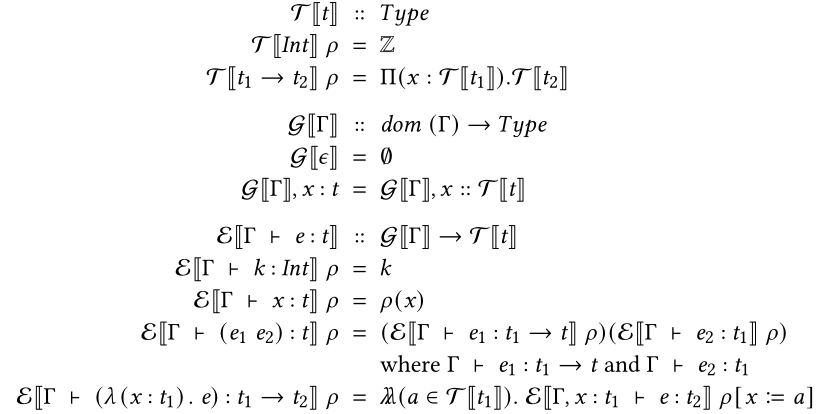 𝒯⟦t⟧ :: Type
𝒯⟦Int⟧ ρ = ℤ
𝒯⟦t₁ → t₂⟧ ρ = Π(x : 𝒯⟦t₁⟧).𝒯⟦t₂⟧
𝒢⟦Γ⟧ :: dom (Γ) → Type
𝒢⟦ϵ⟧ = ∅
𝒢⟦Γ⟧, x : t = 𝒢⟦Γ⟧, x :: 𝒯⟦t⟧
ℰ⟦Γ ⊢ e : t⟧ :: 𝒢⟦Γ⟧ → 𝒯⟦t⟧
ℰ⟦Γ ⊢ k : Int⟧ ρ = k
ℰ⟦Γ ⊢ x : t⟧ ρ = ρ(x)
ℰ⟦Γ ⊢ (e₁ e₂) : t⟧ ρ = (ℰ⟦Γ ⊢ e₁ : t₁ → t⟧ ρ)(ℰ⟦Γ ⊢ e₂ : t₁⟧ ρ)
where Γ ⊢ e₁ : t₁ → t and Γ ⊢ e₂ : t₁
ℰ⟦Γ ⊢ (λ(x : t₁). e) : t₁ → t₂⟧ ρ = λλ(a ∈ 𝒯⟦t₁⟧). ℰ⟦Γ, x : t₁ ⊢ e : t₂⟧ ρ[x := a]